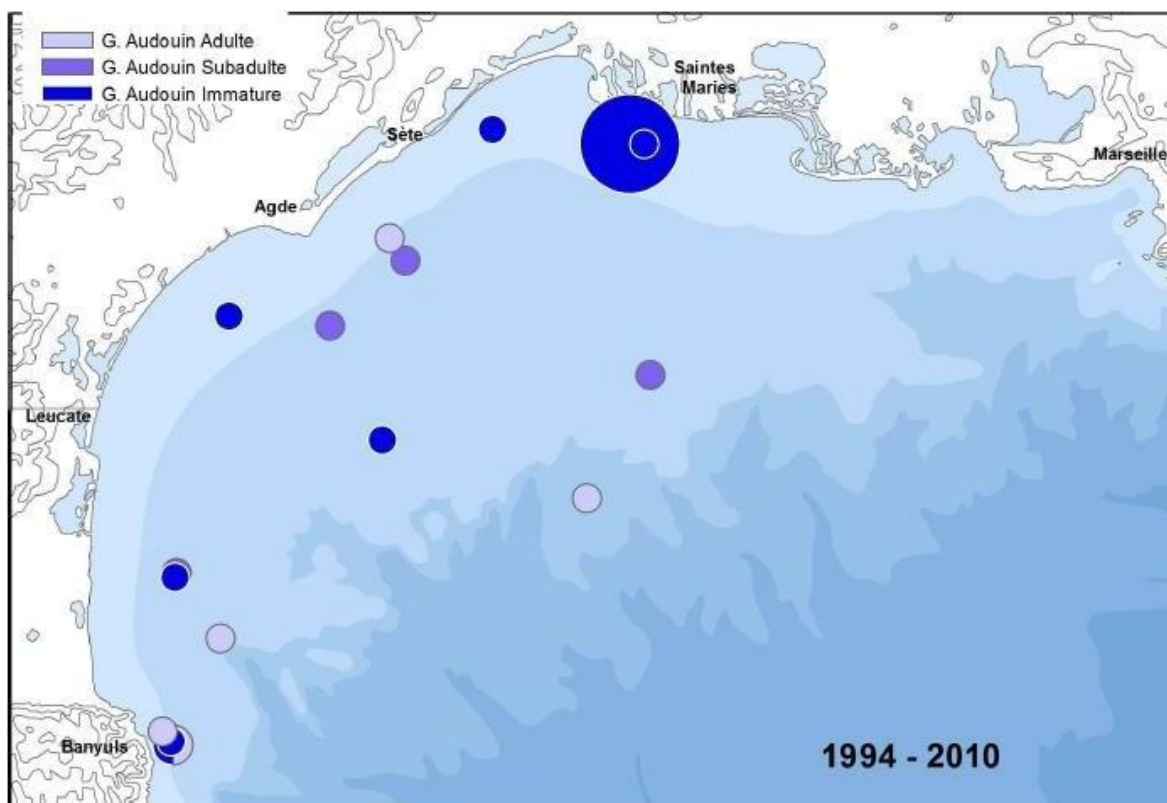 G. Audouin Adulte
G. Audouin Subadulte
G. Audouin Immature
Saintes
Maries
Sète
Marseille
Agde
Leucate
Banyuls
1994 - 2010